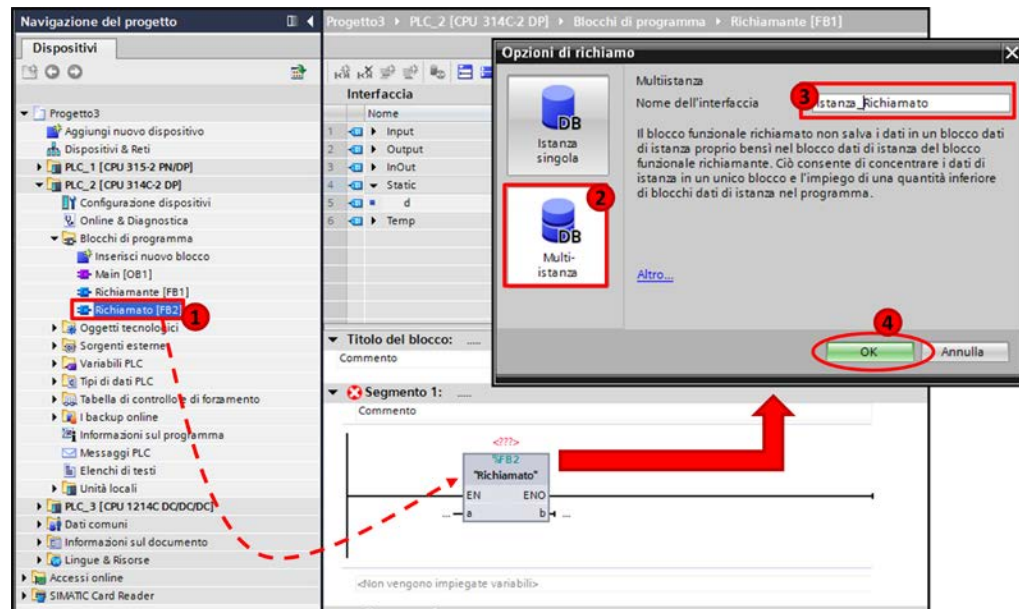 Navigazione del progetto
Dispositivi
Progetto3
Aggiungi nuovo dispositivo
Dispositivi & Reti
PLC_1 [CPU 315-2 PN/DP]
PLC_2 [CPU 314C-2 DP]
Configurazione dispositivi
Online & Diagnostica
Blocchi di programma
Inserisci nuovo blocco
Main [OB1]
Richiamante [FB1]
Richiamato [FB2]
1
Oggetti tecnologici
Sorgenti esterne
Variabili PLC
Tipi di dati PLC
Tabella di controllo e di forzamento
I backup online
Informazioni sul programma
Messaggi PLC
Elenchi di testi
Unità locali
PLC_3 [CPU 1214C DC/DC/DC]
Dati comuni
Informazioni sul documento
Lingue & Risorse
Accessi online
SIMATIC Card Reader
Progetto3 PLC_2 [CPU 314C-2 DP] Blocchi di programma Richiamante [FB1]
Interfaccia
Nome
1 Input
2 Output
3 InOut
4 Static
5 d
6 Temp
Titolo del blocco: .....
Commento
Segmento 1: .....
Commento
<???>
%FB2
"Richiamato"
EN ENO
... a b ...
<Non vengono impiegate variabili>
Opzioni di richiamo
X
DB
Istanza
singola
2
DB
Multi-
istanza
Multiistanza
Nome dell'interfaccia
3
Istanza_Richiamato
Il blocco funzionale richiamato non salva i dati in un blocco dati
di istanza proprio bensì nel blocco dati di istanza del blocco
funzionale richiamante. Ciò consente di concentrare i dati di
istanza in un unico blocco e l'impiego di una quantità inferiore
di blocchi dati di istanza nel programma.
Altro...
4
OK
Annulla